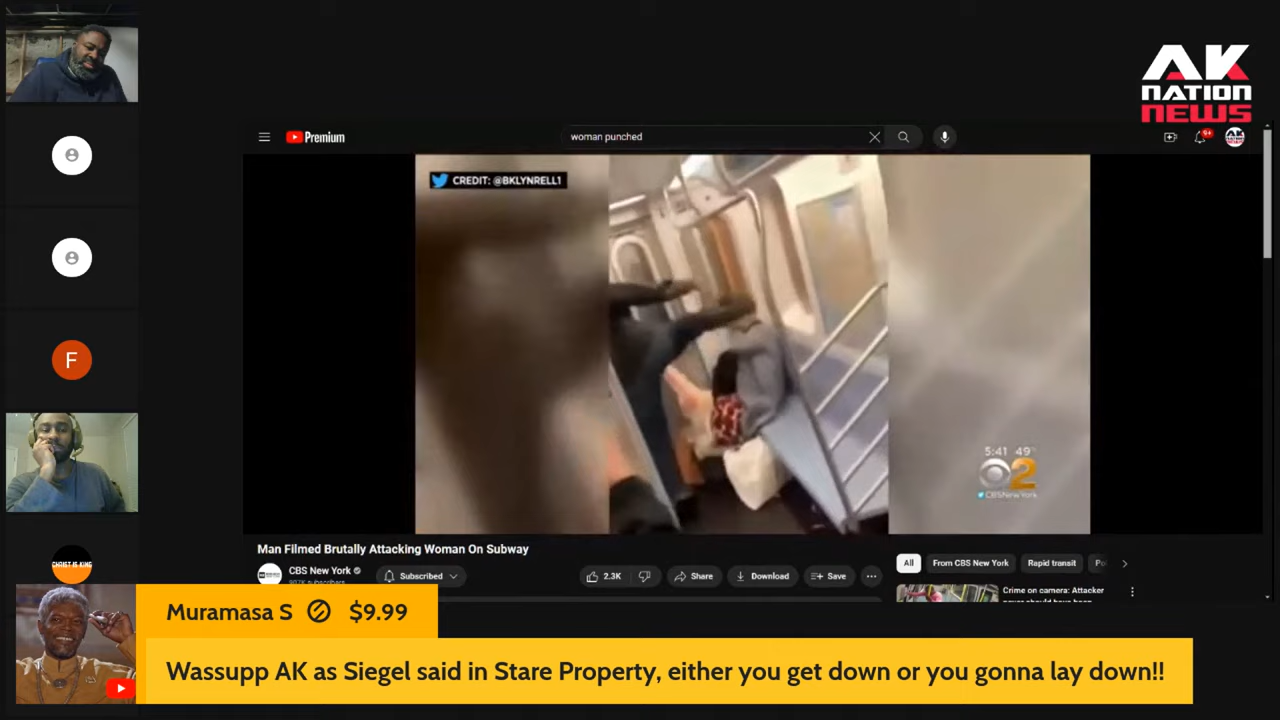 AK
NATION
NEWS
Premium
woman punched
9+
CREDIT: @BKLYNRELL1
5:41 49°
2
CBSNewYork
F
CHRIST IS KING
Man Filmed Brutally Attacking Woman On Subway
CBS New York
Subscribed
2.3K
Share
Download
Save
All
From CBS New York
Rapid transit
Crime on camera: Attacker
Muramasa S $9.99
Wassupp AK as Siegel said in Stare Property, either you get down or you gonna lay down!!